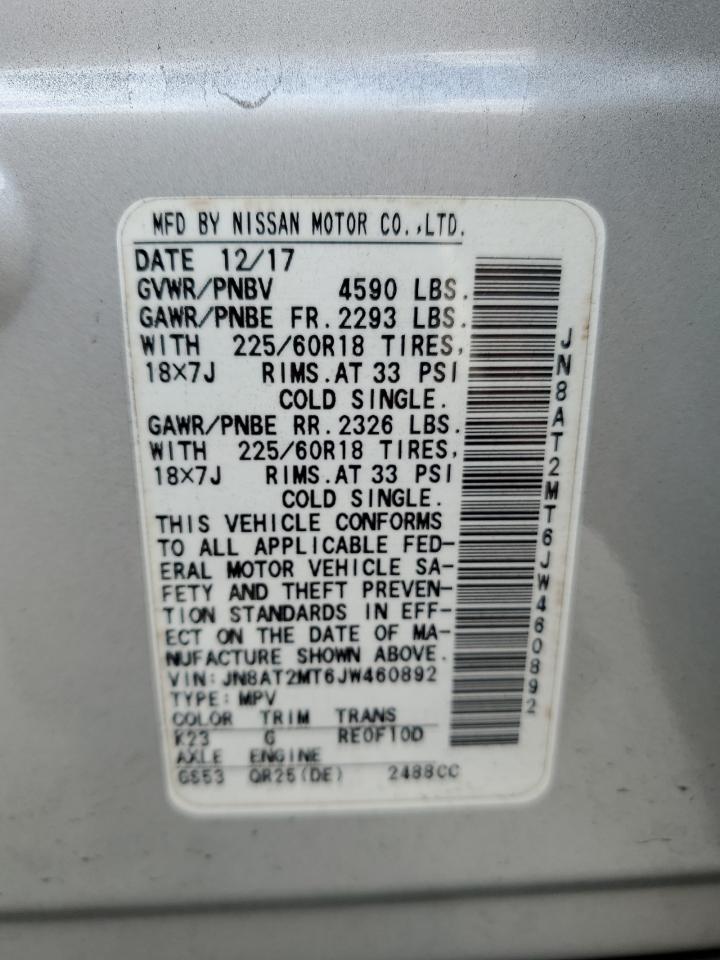 MFD BY NISSAN MOTOR CO.,LTD.
DATE 12/17
GVWR/PNBV 4590 LBS.
GAWR/PNBE FR. 2293 LBS.
WITH 225/60R18 TIRES,
18X7J RIMS. AT 33 PSI
COLD SINGLE.
GAWR/PNBE RR. 2326 LBS.
WITH 225/60R18 TIRES,
18X7J RIMS. AT 33 PSI
COLD SINGLE.
THIS VEHICLE CONFORMS
TO ALL APPLICABLE FED-
ERAL MOTOR VEHICLE SA-
FETY AND THEFT PREVEN-
TION STANDARDS IN EFF-
ECT ON THE DATE OF MA-
NUFACTURE SHOWN ABOVE.
VIN: JN8AT2MT6JW460892
TYPE: MPV
COLOR TRIM TRANS
K23 G RE0F10D
AXLE ENGINE
GS53 QR25(DE) 2488CC
JN8AT2MT6JW460892